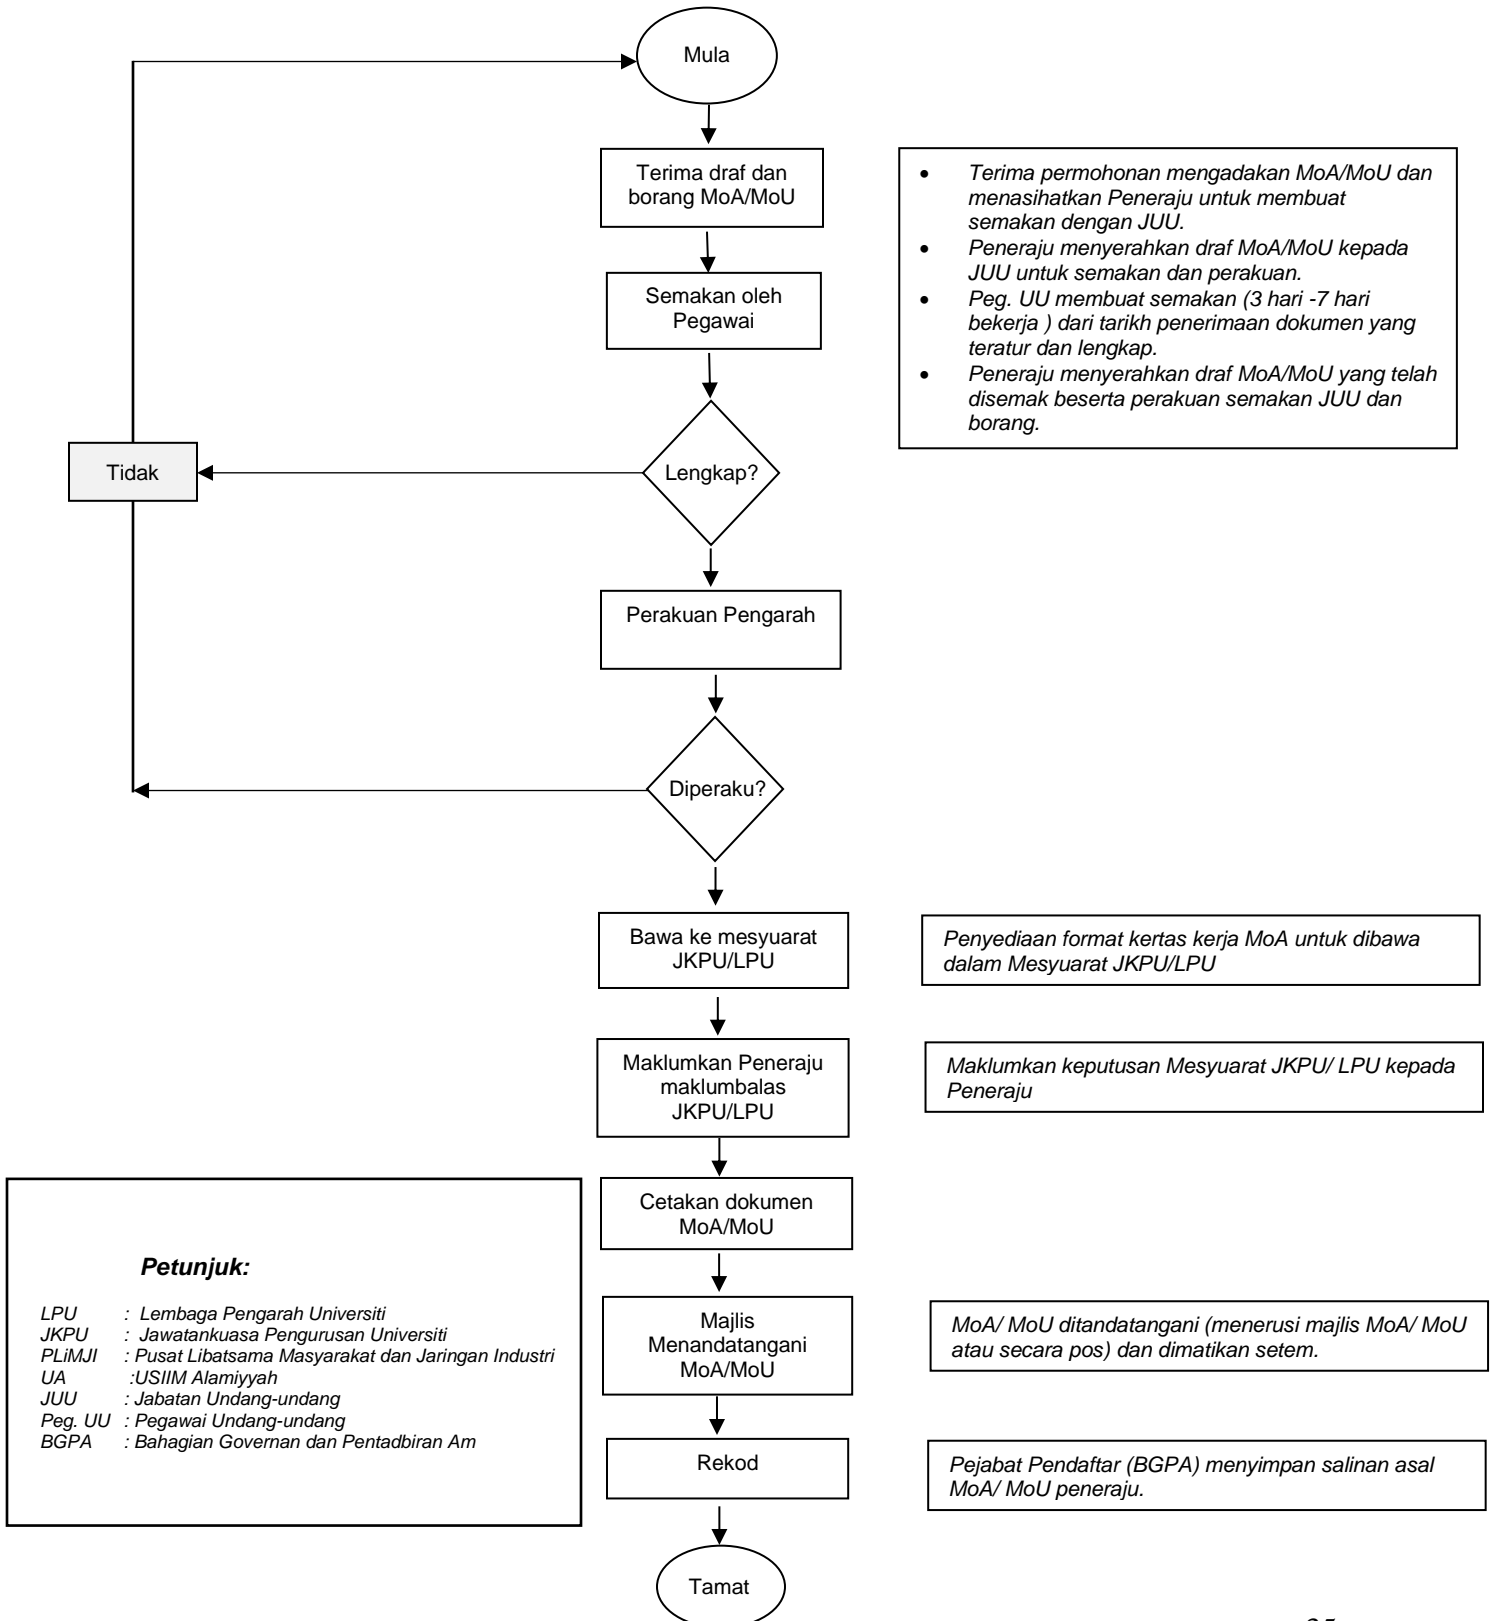 Mula
Terima draf dan
borang MoA/MoU
• Terima permohonan mengadakan MoA/MoU dan
menasihatkan Peneraju untuk membuat
semakan dengan JUU.
• Peneraju menyerahkan draf MoA/MoU kepada
JUU untuk semakan dan perakuan.
• Peg. UU membuat semakan (3 hari -7 hari
bekerja ) dari tarikh penerimaan dokumen yang
teratur dan lengkap.
• Peneraju menyerahkan draf MoA/MoU yang telah
disemak beserta perakuan semakan JUU dan
borang.
Semakan oleh
Pegawai
Tidak
Lengkap?
Perakuan Pengarah
Diperaku?
Bawa ke mesyuarat
JKPU/LPU
Penyediaan format kertas kerja MoA untuk dibawa
dalam Mesyuarat JKPU/LPU
Maklumkan Peneraju
maklumbalas
JKPU/LPU
Maklumkan keputusan Mesyuarat JKPU/ LPU kepada
Peneraju
Cetakan dokumen
MoA/MoU
Petunjuk:
LPU : Lembaga Pengarah Universiti
JKPU : Jawatankuasa Pengurusan Universiti
PLiMJI : Pusat Libatsama Masyarakat dan Jaringan Industri
UA :USIIM Alamiyyah
JUU : Jabatan Undang-undang
Peg. UU : Pegawai Undang-undang
BGPA : Bahagian Governan dan Pentadbiran Am
Majlis
Menandatangani
MoA/MoU
MoA/ MoU ditandatangani (menerusi majlis MoA/ MoU
atau secara pos) dan dimatikan setem.
Rekod
Pejabat Pendaftar (BGPA) menyimpan salinan asal
MoA/ MoU peneraju.
Tamat